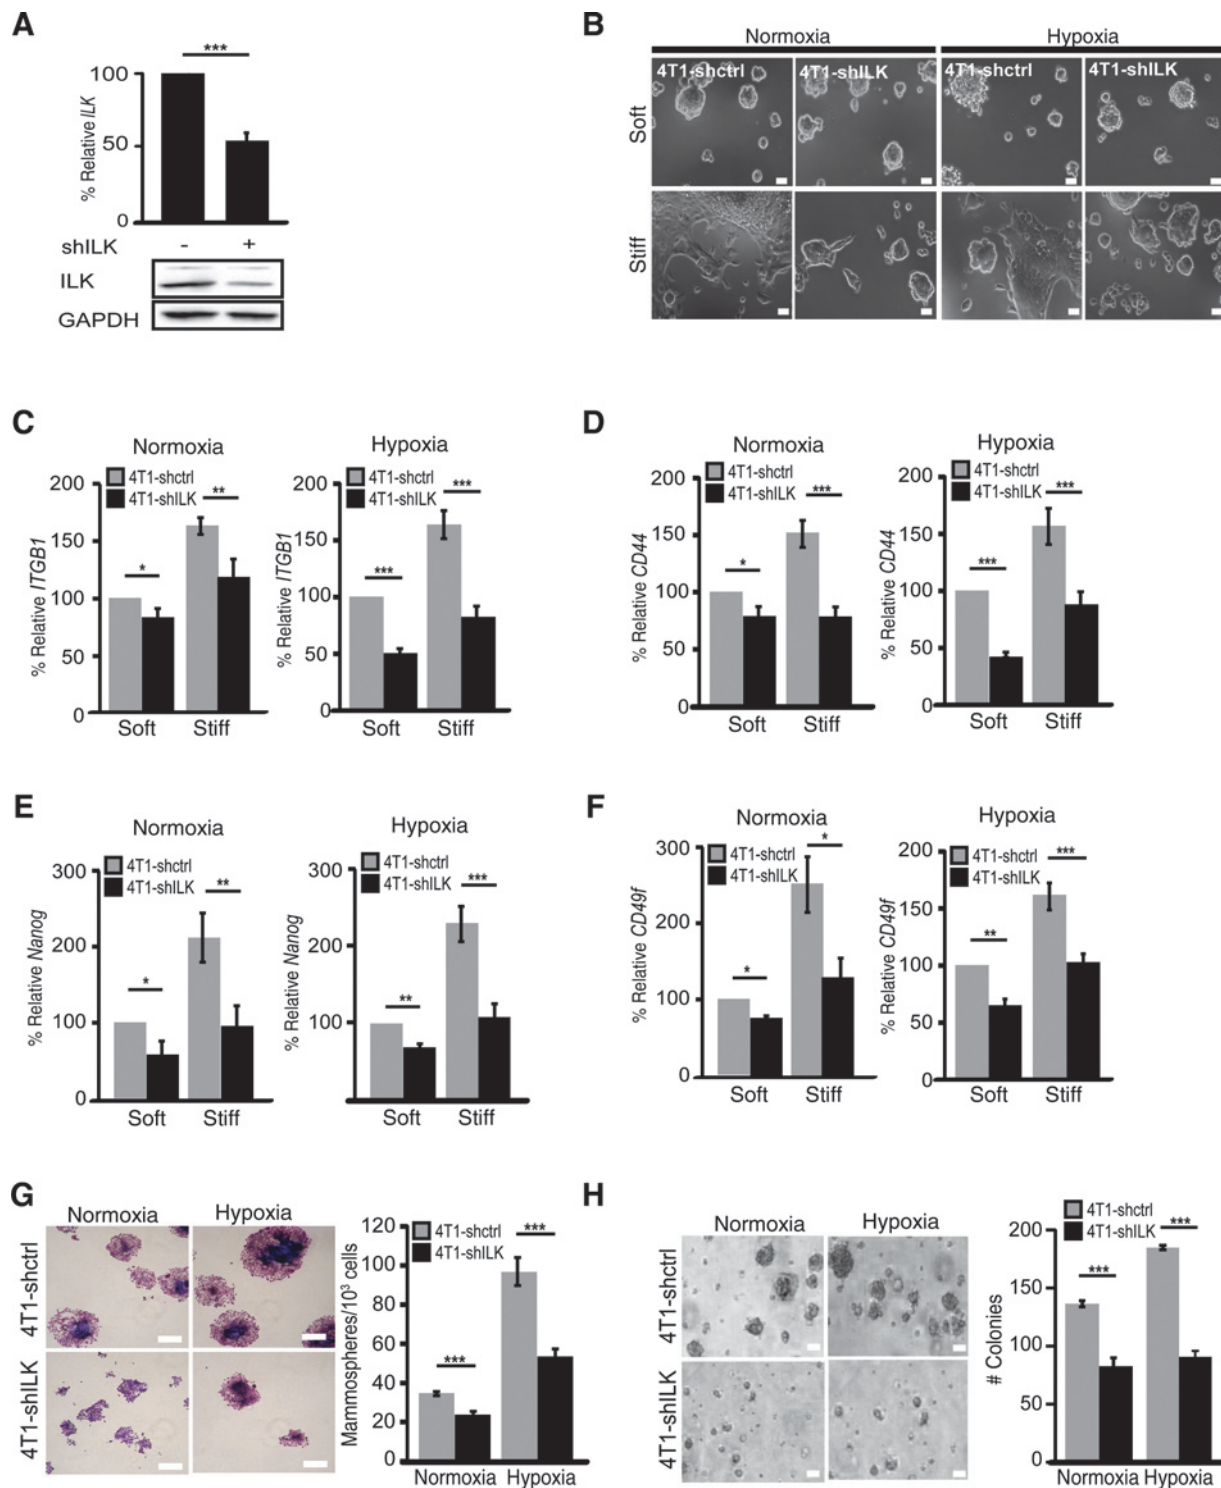 A
***
100
50
0
% Relative ILK
shILK - +
ILK
GAPDH
B
Normoxia Hypoxia
4T1-shctrl 4T1-shILK 4T1-shctrl 4T1-shILK
Soft
Stiff
C
Normoxia
4T1-shctrl
4T1-shILK
200
150
100
50
0
% Relative ITGB1
* **
Soft Stiff
Hypoxia
4T1-shctrl
4T1-shILK
200
150
100
50
0
% Relative ITGB1
*** ***
Soft Stiff
D
Normoxia
4T1-shctrl
4T1-shILK
200
150
100
50
0
% Relative CD44
* ***
Soft Stiff
Hypoxia
4T1-shctrl
4T1-shILK
200
150
100
50
0
% Relative CD44
*** ***
Soft Stiff
E
Normoxia
4T1-shctrl
4T1-shILK
300
200
100
0
% Relative Nanog
* **
Soft Stiff
Hypoxia
4T1-shctrl
4T1-shILK
300
200
100
0
% Relative Nanog
** ***
Soft Stiff
F
Normoxia
4T1-shctrl
4T1-shILK
300
200
100
0
% Relative CD49f
* *
Soft Stiff
Hypoxia
4T1-shctrl
4T1-shILK
200
150
100
50
0
% Relative CD49f
** ***
Soft Stiff
G
Normoxia Hypoxia
4T1-shctrl
4T1-shILK
4T1-shctrl
4T1-shILK
120
100
80
60
40
20
0
Mammospheres/10³ cells
*** ***
Normoxia Hypoxia
H
Normoxia Hypoxia
4T1-shctrl
4T1-shILK
4T1-shctrl
4T1-shILK
200
150
100
50
0
# Colonies
*** ***
Normoxia Hypoxia